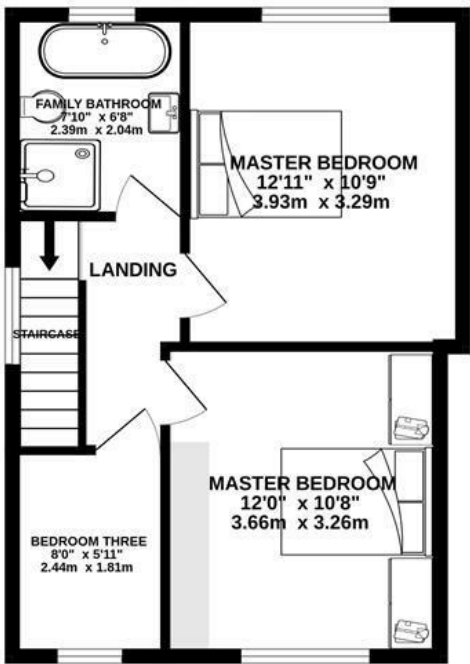 FAMILY BATHROOM
7'10" x 6'8"
2.39m x 2.04m
MASTER BEDROOM
12'11" x 10'9"
3.93m x 3.29m
LANDING
STAIRCASE
MASTER BEDROOM
12'0" x 10'8"
3.66m x 3.26m
BEDROOM THREE
8'0" x 5'11"
2.44m x 1.81m